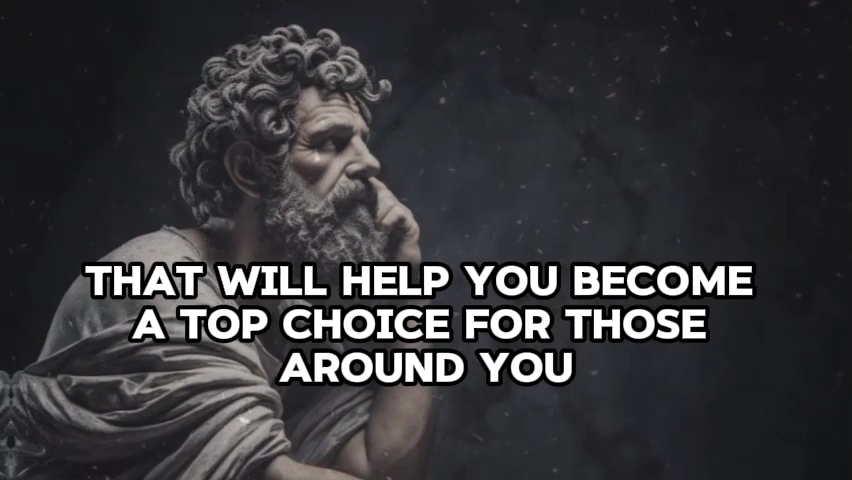 THAT WILL HELP YOU BECOME
A TOP CHOICE FOR THOSE
AROUND YOU